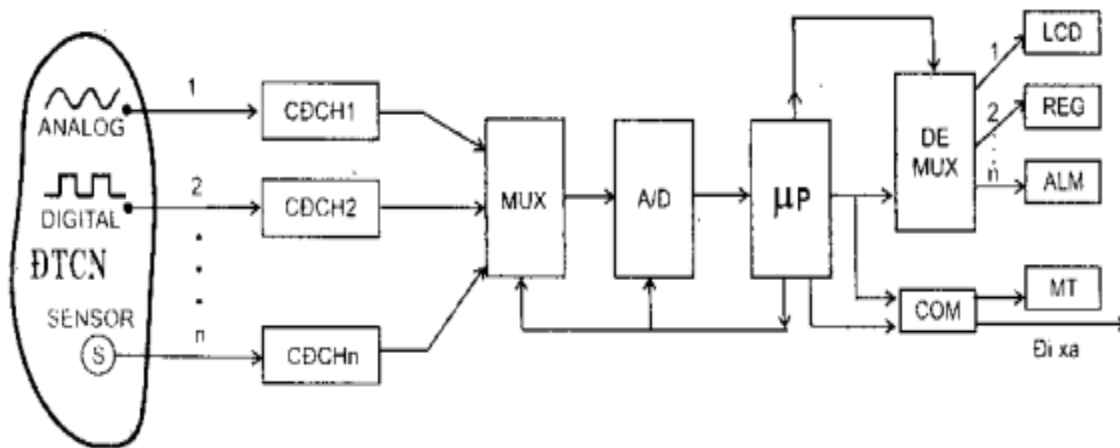 ANALOG
DIGITAL
ĐTCN
SENSOR
S
1
2
n
CĐCH1
CĐCH2
CĐCHn
MUX
A/D
μP
DE
MUX
1
2
n
LCD
REG
ALM
COM
MT
Đi xa